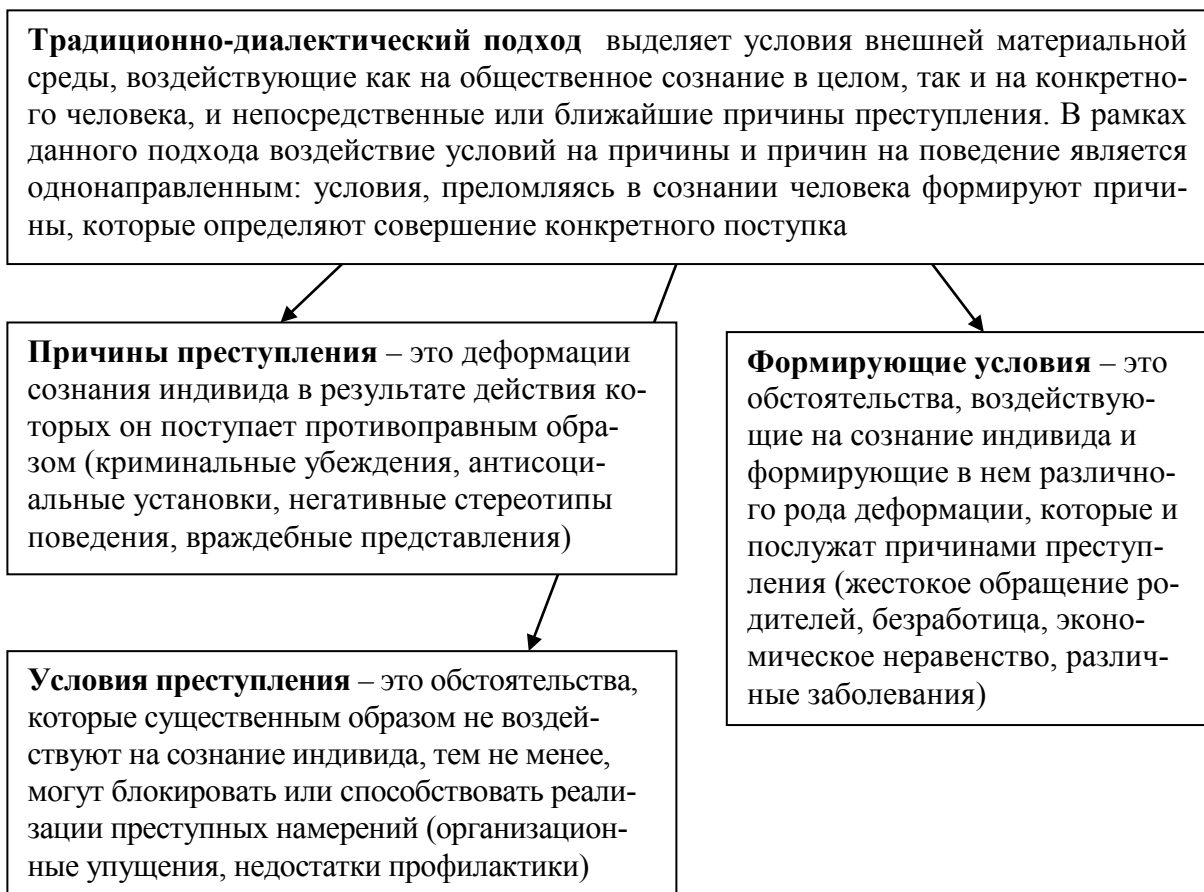 Традиционно-диалектический подход выделяет условия внешней материальной
среды, воздействующие как на общественное сознание в целом, так и на конкретно-
го человека, и непосредственные или ближайшие причины преступления. В рамках
данного подхода воздействие условий на причины и причин на поведение является
однонаправленным: условия, преломляясь в сознании человека формируют причи-
ны, которые определяют совершение конкретного поступка
Причины преступления – это деформации
сознания индивида в результате действия ко-
торых он поступает противоправным обра-
зом (криминальные убеждения, антисоци-
альные установки, негативные стереотипы
поведения, враждебные представления)
Формирующие условия – это
обстоятельства, воздействую-
щие на сознание индивида и
формирующие в нем различно-
го рода деформации, которые и
послужат причинами преступ-
ления (жестокое обращение ро-
дителей, безработица, эконо-
мическое неравенство, различ-
ные заболевания)
Условия преступления – это обстоятельства,
которые существенным образом не воздей-
ствуют на сознание индивида, тем не менее,
могут блокировать или способствовать реали-
зации преступных намерений (организацион-
ные упущения, недостатки профилактики)